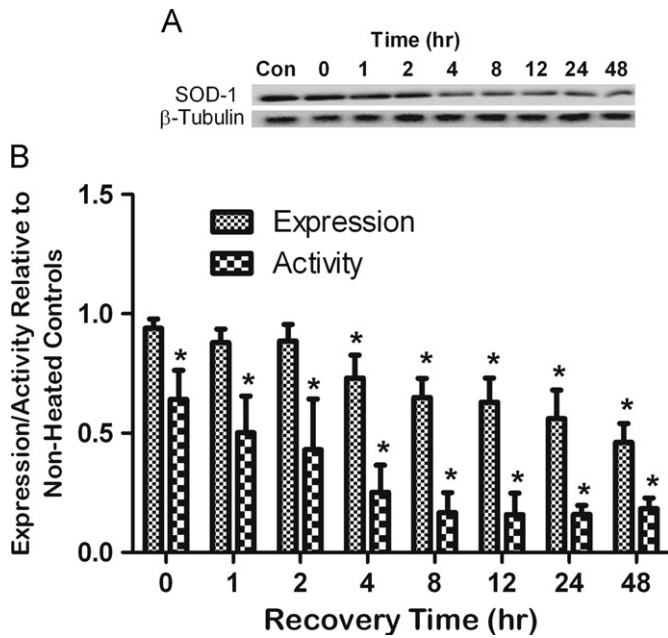 A
Time (hr)
Con 0 1 2 4 8 12 24 48
SOD-1
β-Tubulin
B
Expression/Activity Relative to
Non-Heated Controls
1.5
1.0
0.5
0.0
Expression
Activity
* * * * * * * * * * * * *
0 1 2 4 8 12 24 48
Recovery Time (hr)